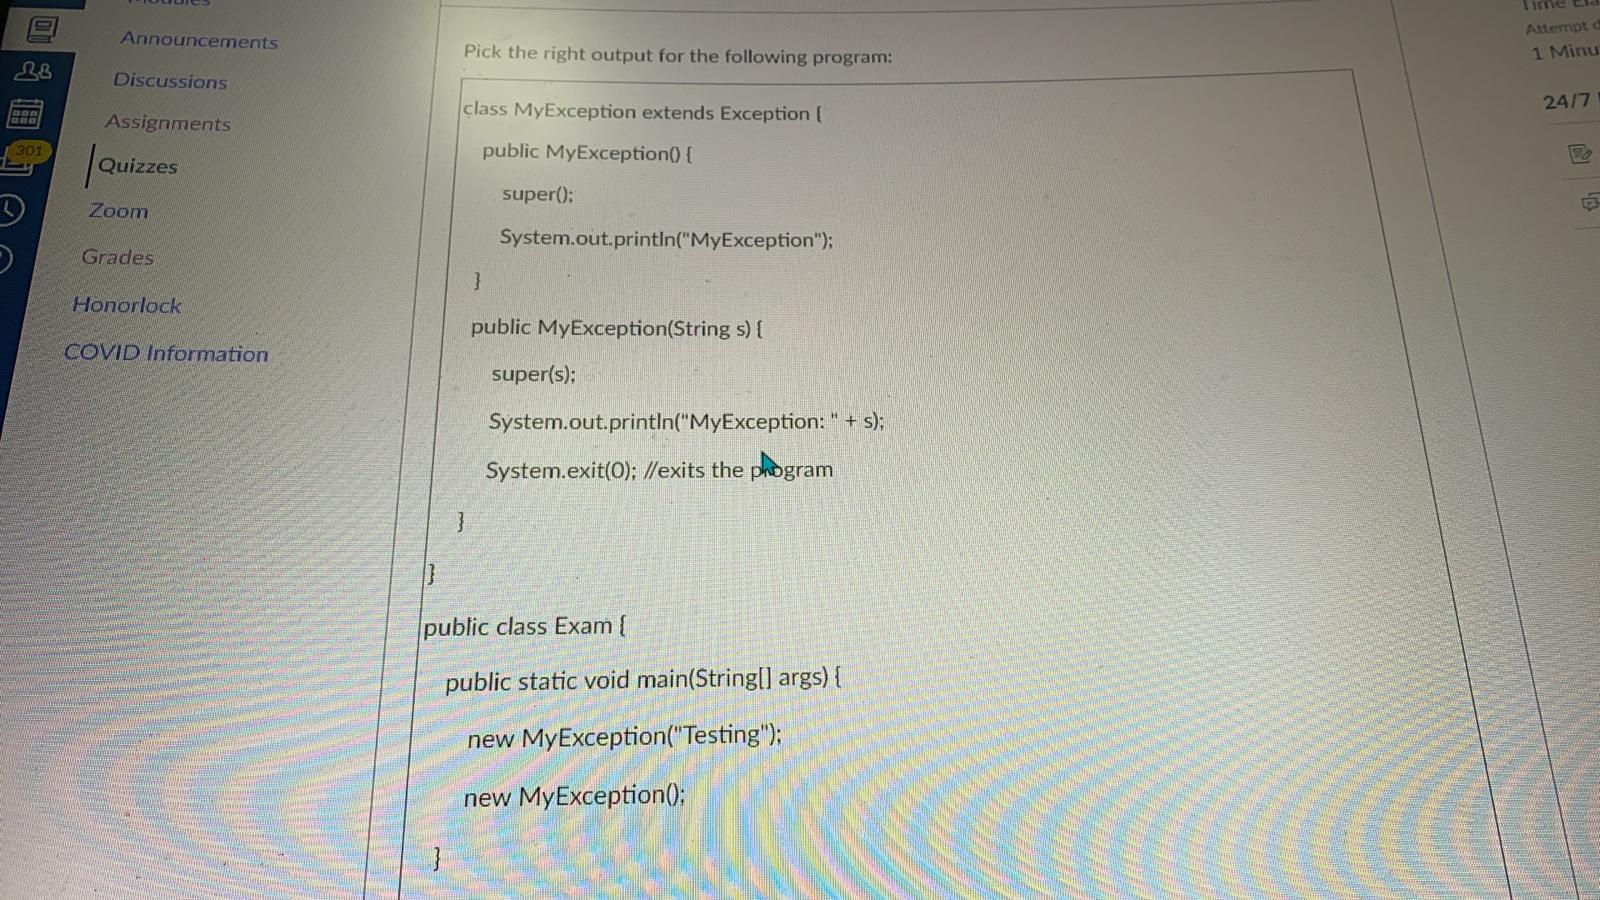 Announcements
Discussions
Assignments
301
Quizzes
Zoom
Grades
Honorlock
COVID Information
Pick the right output for the following program:
class MyException extends Exception {
public MyException() {
super();
System.out.println("MyException");
}
public MyException(String s) {
super(s);
System.out.println("MyException: " + s);
System.exit(0); //exits the program
}
}
public class Exam {
public static void main(String[] args) {
new MyException("Testing");
new MyException();
}
Time
Attempt
1 Minu
24/7